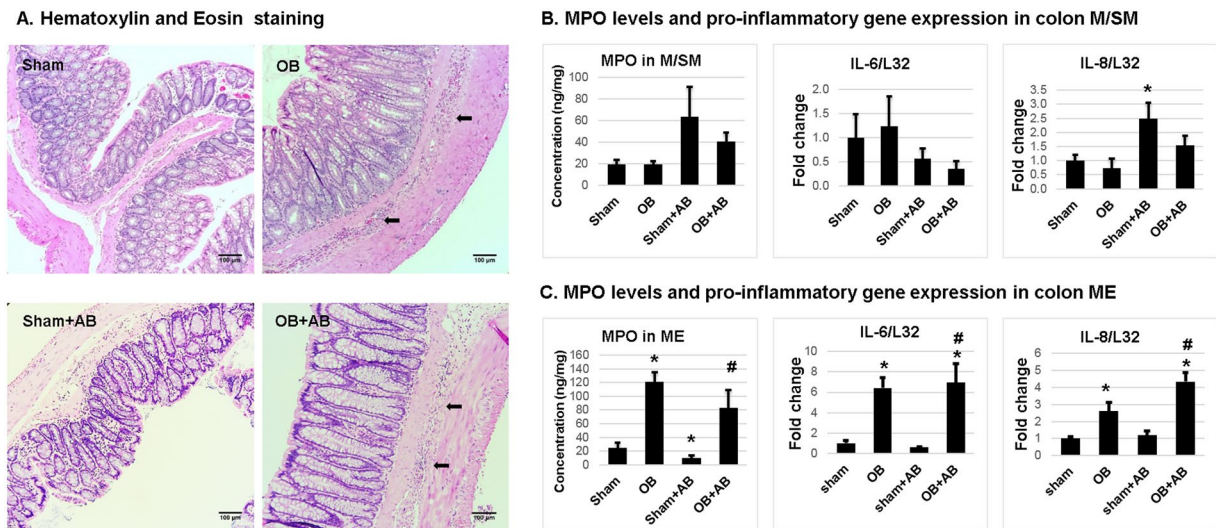 A. Hematoxylin and Eosin staining
Sham
100 µm
OB
100 µm
Sham+AB
100 µm
OB+AB
100 µm
B. MPO levels and pro-inflammatory gene expression in colon M/SM
MPO in M/SM
Concentration (ng/mg)
100
80
60
40
20
0
Sham
OB
Sham+AB
OB+AB
IL-6/L32
Fold change
2.0
1.5
1.0
0.5
0.0
Sham
OB
Sham+AB
OB+AB
IL-8/L32
Fold change
3.5
3.0
2.5
2.0
1.5
1.0
0.5
0.0
*
Sham
OB
Sham+AB
OB+AB
C. MPO levels and pro-inflammatory gene expression in colon ME
MPO in ME
Concentration (ng/mg)
160
140
120
100
80
60
40
20
0
*
*
#
Sham
OB
Sham+AB
OB+AB
IL-6/L32
Fold change
10
8
6
4
2
0
*
#
*
sham
OB
sham+AB
OB+AB
IL-8/L32
Fold change
6
5
4
3
2
1
0
*
#
*
Sham
OB
Sham+AB
OB+AB